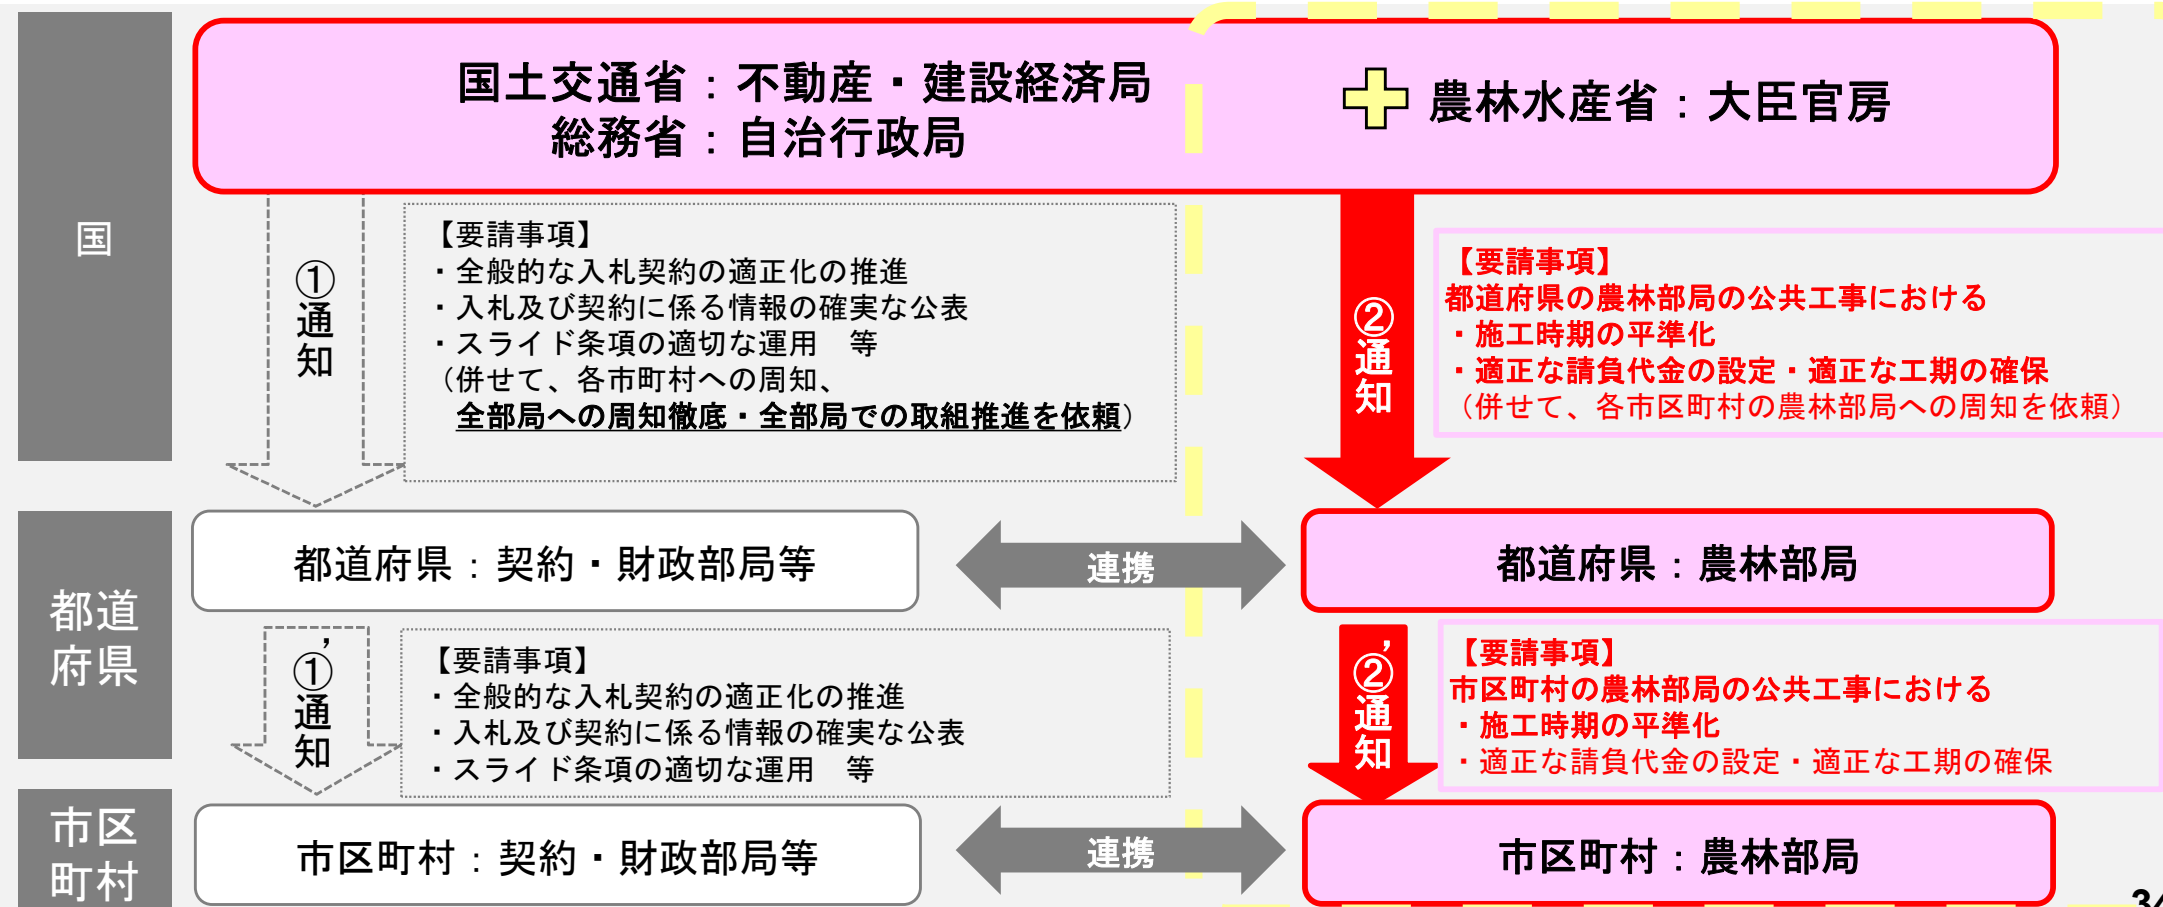 国土交通省：不動産・建設経済局
総務省：自治行政局
農林水産省：大臣官房
国
①通知
【要請事項】
・全般的な入札契約の適正化の推進
・入札及び契約に係る情報の確実な公表
・スライド条項の適切な運用　等
（併せて、各市町村への周知、
全部局への周知徹底・全部局での取組推進を依頼）
②通知
【要請事項】
都道府県の農林部局の公共工事における
・施工時期の平準化
・適正な請負代金の設定・適正な工期の確保
（併せて、各市区町村の農林部局への周知を依頼）
都道
府県
都道府県：契約・財政部局等
連携
都道府県：農林部局
①’通知
【要請事項】
・全般的な入札契約の適正化の推進
・入札及び契約に係る情報の確実な公表
・スライド条項の適切な運用　等
②’通知
【要請事項】
市区町村の農林部局の公共工事における
・施工時期の平準化
・適正な請負代金の設定・適正な工期の確保
市区
町村
市区町村：契約・財政部局等
連携
市区町村：農林部局